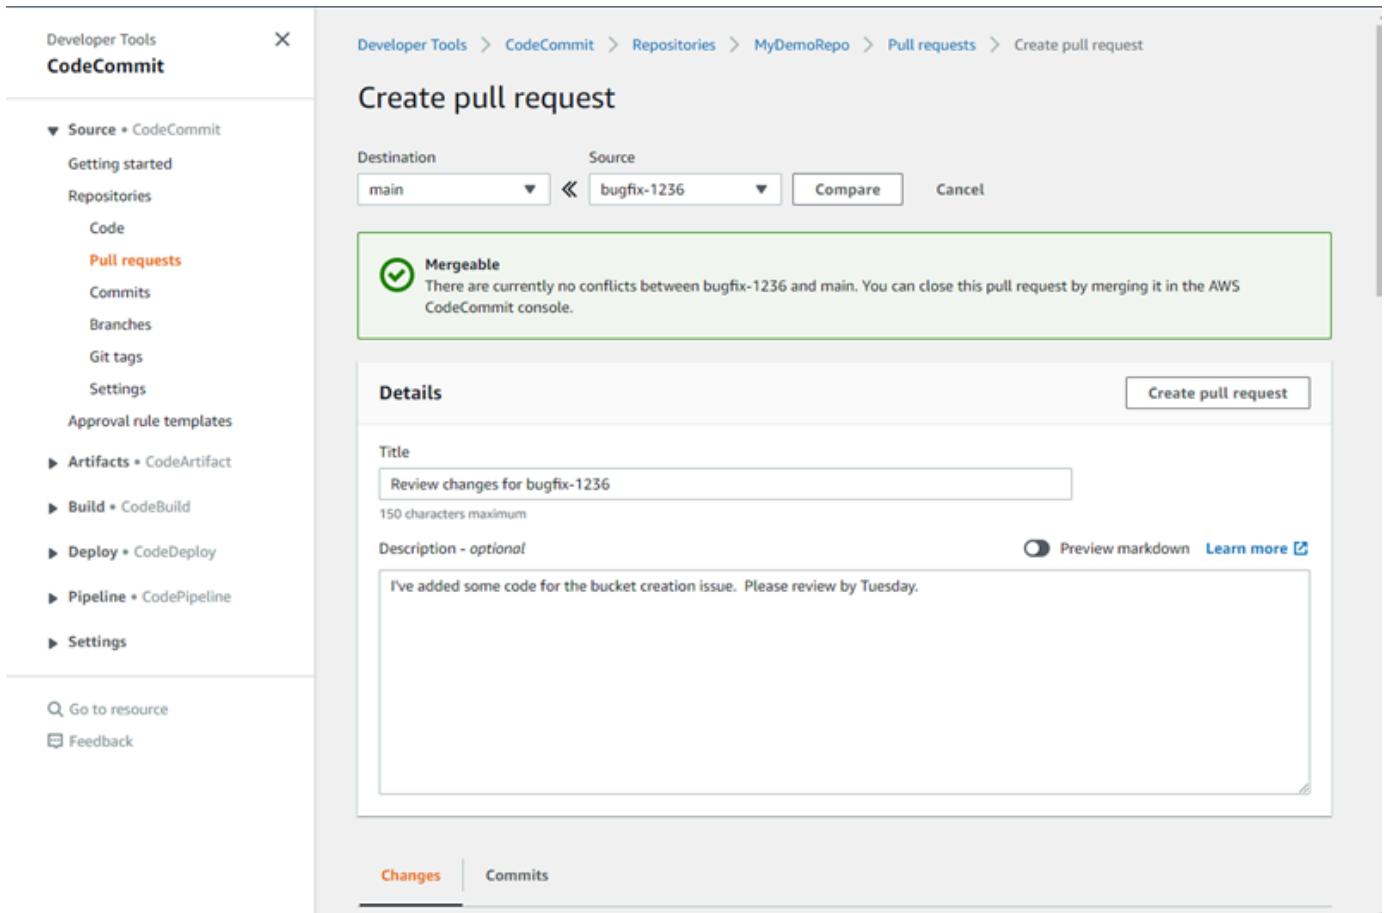 Developer Tools
CodeCommit
Source • CodeCommit
Getting started
Repositories
Code
Pull requests
Commits
Branches
Git tags
Settings
Approval rule templates
Artifacts • CodeArtifact
Build • CodeBuild
Deploy • CodeDeploy
Pipeline • CodePipeline
Settings
Go to resource
Feedback
Developer Tools > CodeCommit > Repositories > MyDemoRepo > Pull requests > Create pull request
Create pull request
Destination Source
main bugfix-1236 Compare Cancel
Mergeable
There are currently no conflicts between bugfix-1236 and main. You can close this pull request by merging it in the AWS
CodeCommit console.
Details Create pull request
Title
Review changes for bugfix-1236
150 characters maximum
Description - optional Preview markdown Learn more
I've added some code for the bucket creation issue.  Please review by Tuesday.
Changes Commits